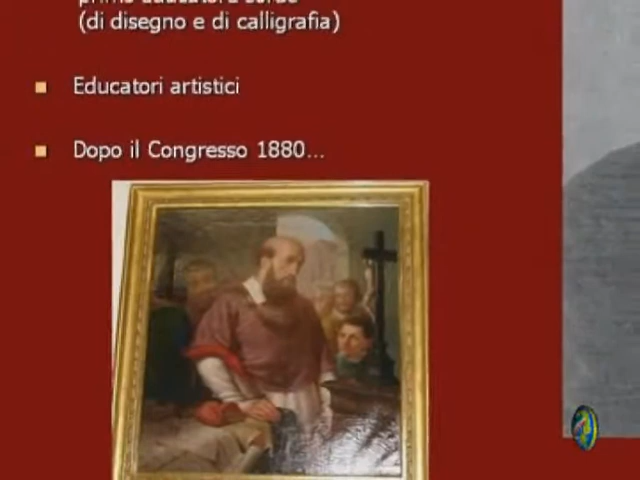 (di disegno e di calligrafia)
Educatori artistici
Dopo il Congresso 1880...